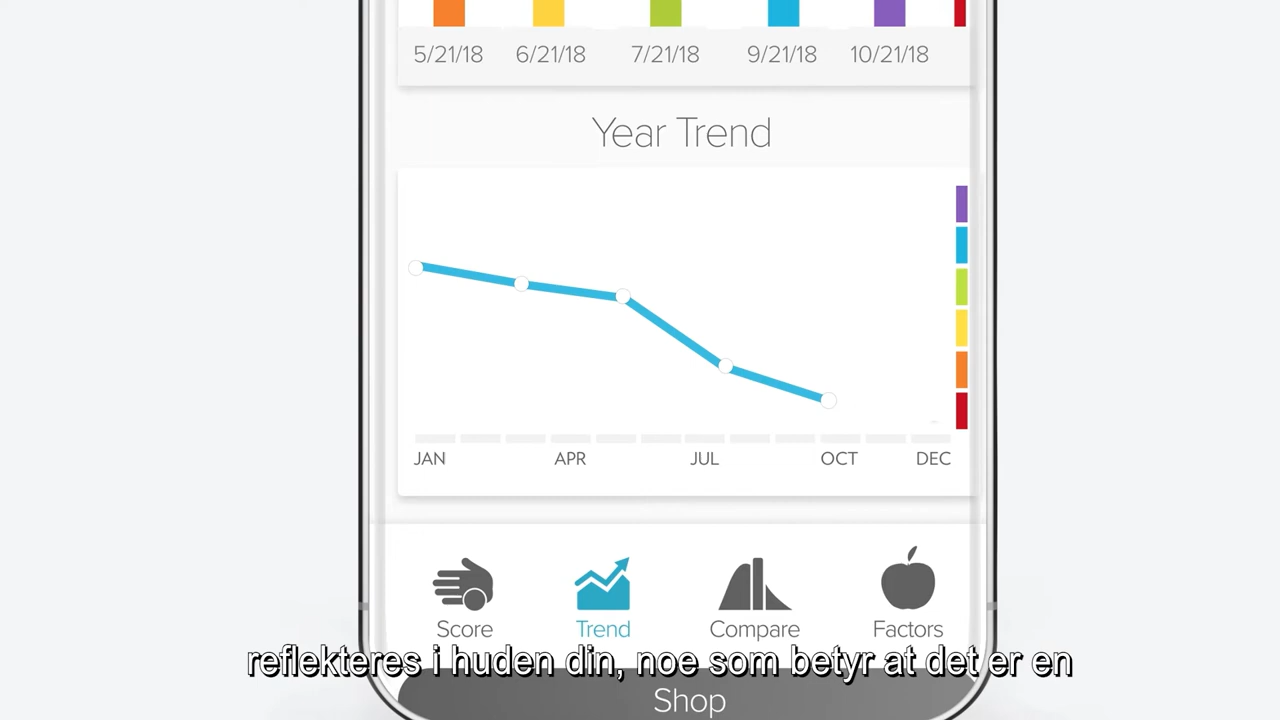 5/21/18 6/21/18 7/21/18 9/21/18 10/21/18
Year Trend
JAN APR JUL OCT DEC
Score Trend Compare Factors
reflekteres i huden din, noe som betyr at det er en
Shop